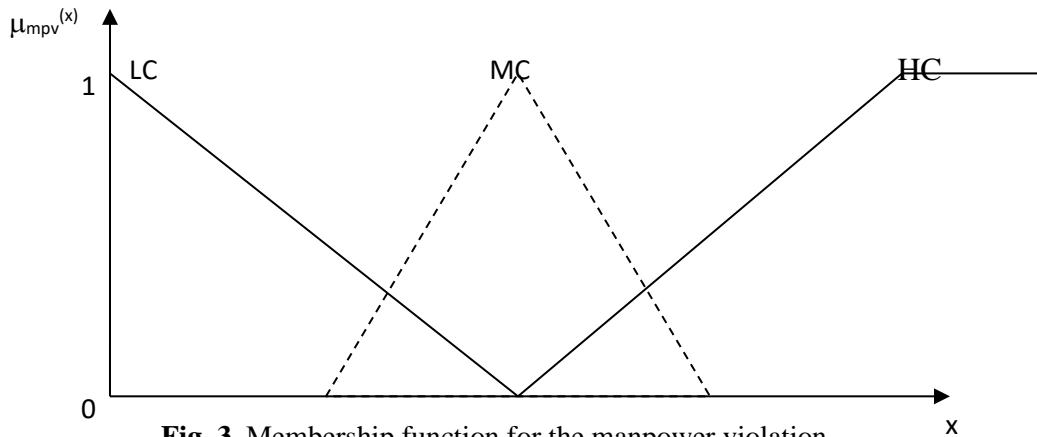 μmpv(x)
LC
MC
HC
1
0
x
Fig. 3. Membership function for the manpower violation